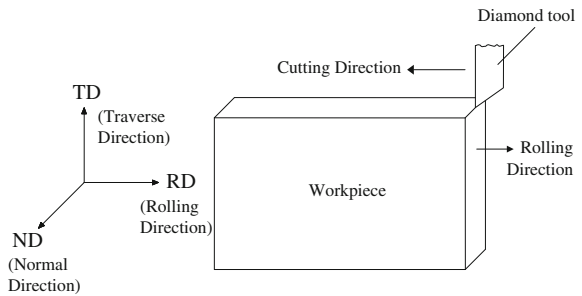 Diamond tool
Cutting Direction
TD
(Traverse
Direction)
RD
(Rolling
Direction)
ND
(Normal
Direction)
Workpiece
Rolling
Direction